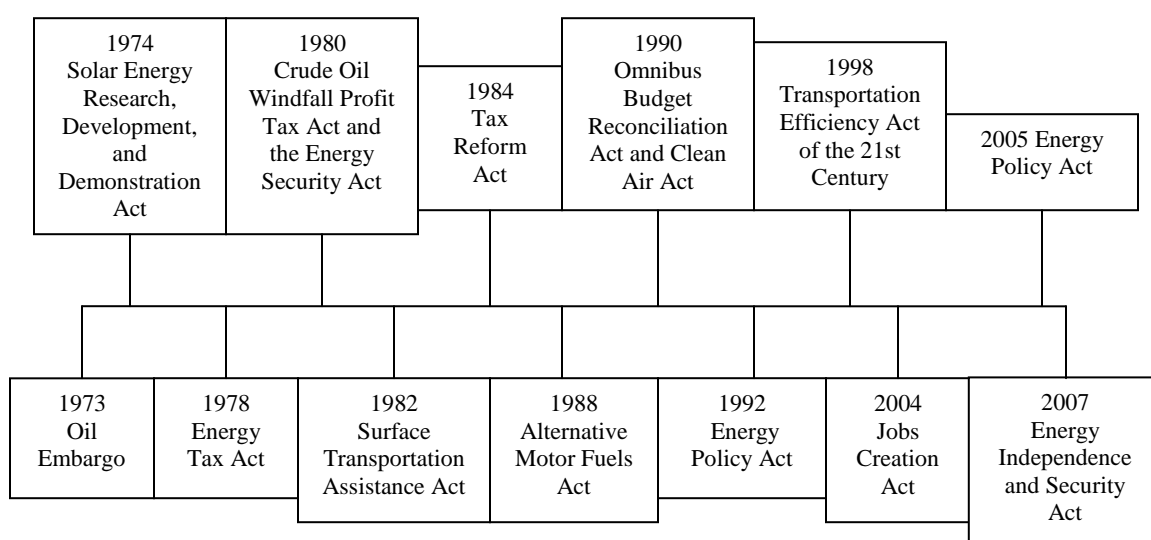 1974
Solar Energy
Research,
Development,
and
Demonstration
Act
1980
Crude Oil
Windfall Profit
Tax Act and
the Energy
Security Act
1984
Tax
Reform
Act
1990
Omnibus
Budget
Reconciliation
Act and Clean
Air Act
1998
Transportation
Efficiency Act
of the 21st
Century
2005 Energy
Policy Act
1973
Oil
Embargo
1978
Energy
Tax Act
1982
Surface
Transportation
Assistance Act
1988
Alternative
Motor Fuels
Act
1992
Energy
Policy Act
2004
Jobs
Creation
Act
2007
Energy
Independence
and Security
Act